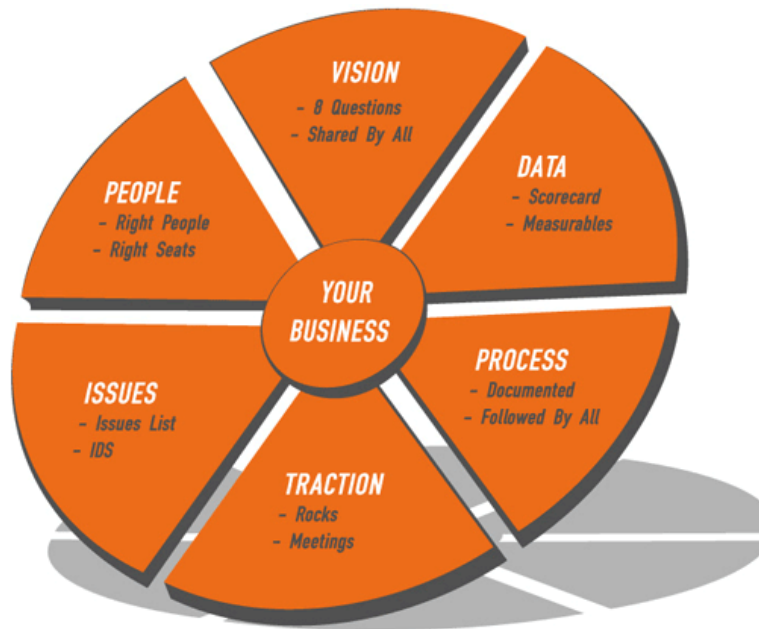 VISION
- 8 Questions
- Shared By All
DATA
- Scorecard
- Measurables
PEOPLE
- Right People
- Right Seats
YOUR
BUSINESS
PROCESS
- Documented
- Followed By All
ISSUES
- Issues List
- IDS
TRACTION
- Rocks
- Meetings